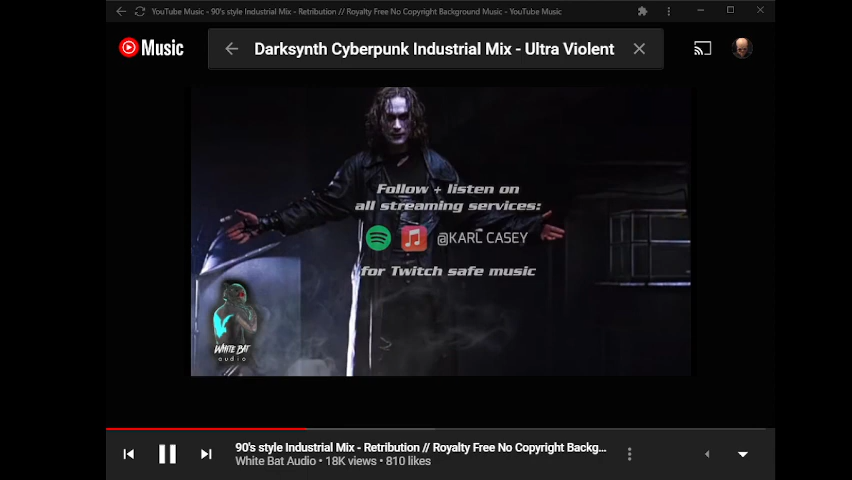 YouTube Music - 90's style Industrial Mix - Retribution // Royalty Free No Copyright Background Music - YouTube Music
Music
Darksynth Cyberpunk Industrial Mix - Ultra Violent
Follow + listen on
all streaming services:
@KARL CASEY
for Twitch safe music
WHITE BAT
audio
90's style Industrial Mix - Retribution // Royalty Free No Copyright Backg...
White Bat Audio • 18K views • 810 likes